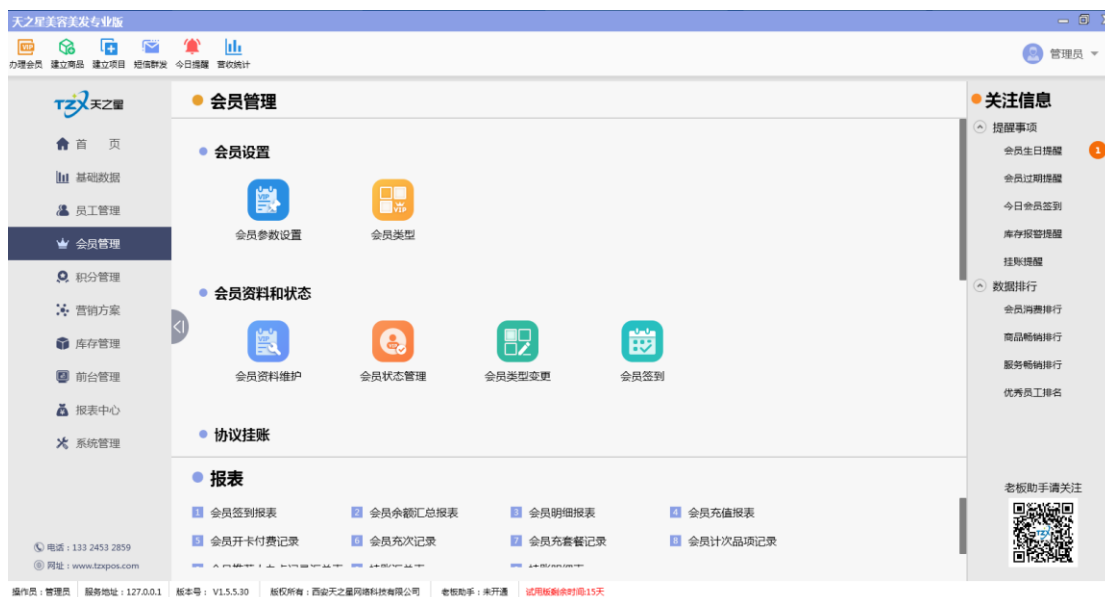 天之星美容美发专业版
办理会员 建立商品 建立项目 短信群发 今日提醒 营收统计
管理员
TZX天之星
首 页
基础数据
员工管理
会员管理
积分管理
营销方案
库存管理
前台管理
报表中心
系统管理
电话：133 2453 2859
网址：www.tzxpos.com
会员管理
会员设置
VIP VIP
会员参数设置 会员类型
会员资料和状态
会员资料维护 会员状态管理 会员类型变更 会员签到
协议挂账
报表
1 会员签到报表 2 会员余额汇总报表 3 会员明细报表 4 会员充值报表
5 会员开卡付费记录 6 会员充次记录 7 会员充套餐记录 8 会员计次品项记录
关注信息
提醒事项
会员生日提醒 1
会员过期提醒
今日会员签到
库存报警提醒
挂账提醒
数据排行
会员消费排行
商品畅销排行
服务畅销排行
优秀员工排名
老板助手请关注
TZX
操作员：管理员 服务地址：127.0.0.1 版本号： V1.5.5.30 版权所有：西安天之星网络科技有限公司 老板助手：未开通 试用版剩余时间:15天